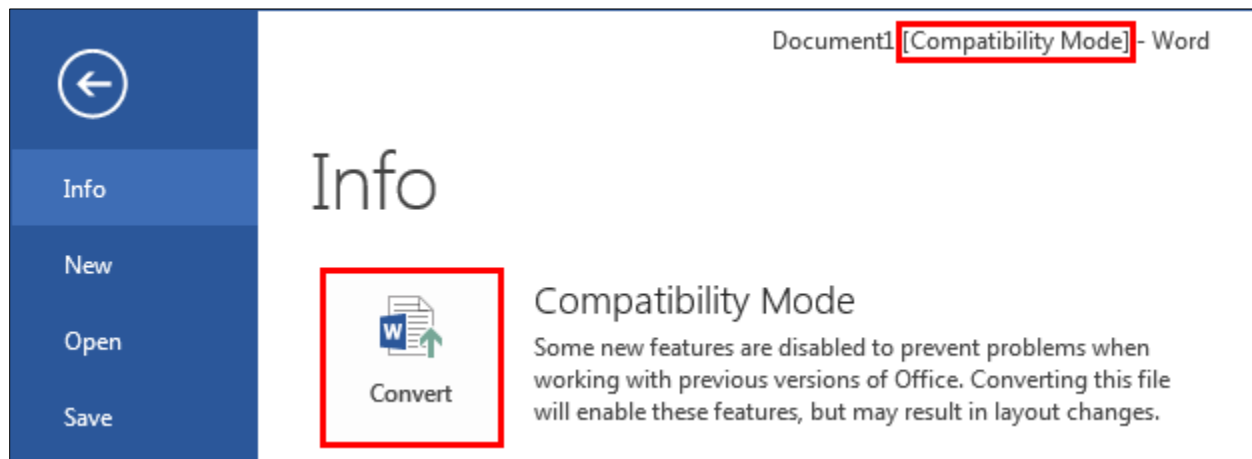 Document1 [Compatibility Mode] - Word
Info
New
Open
Save
Info
W
Convert
Compatibility Mode
Some new features are disabled to prevent problems when
working with previous versions of Office. Converting this file
will enable these features, but may result in layout changes.